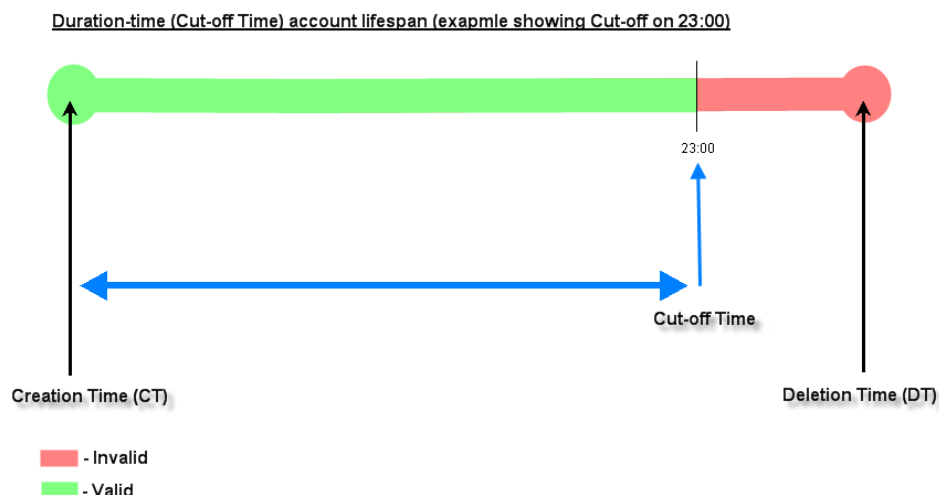 Duration-time (Cut-off Time) account lifespan (exapmle showing Cut-off on 23:00)
23:00
Cut-off Time
Creation Time (CT)
Deletion Time (DT)
- Invalid
- Valid